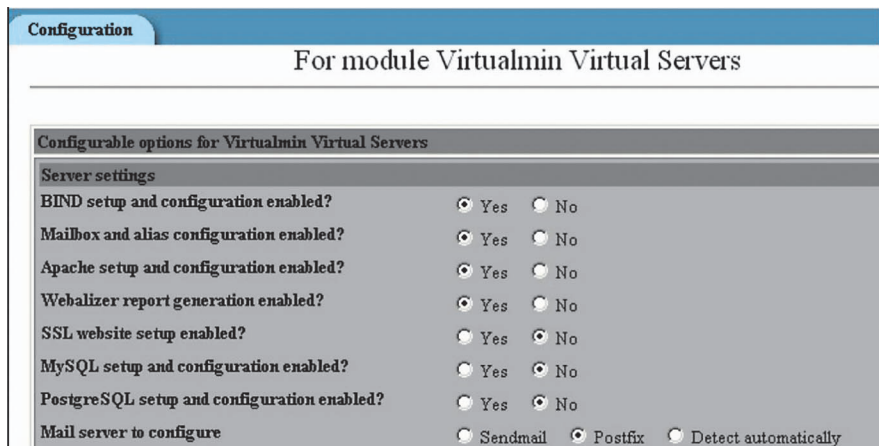 Configuration
For module Virtualmin Virtual Servers
Configurable options for Virtualmin Virtual Servers
Server settings
BIND setup and configuration enabled? Yes No
Mailbox and alias configuration enabled? Yes No
Apache setup and configuration enabled? Yes No
Webalizer report generation enabled? Yes No
SSL website setup enabled? Yes No
MySQL setup and configuration enabled? Yes No
PostgreSQL setup and configuration enabled? Yes No
Mail server to configure Sendmail Postfix Detect automatically